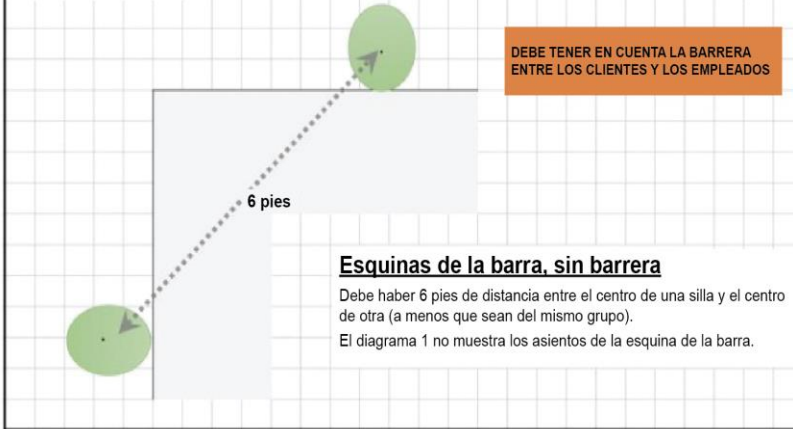 DEBE TENER EN CUENTA LA BARRERA
ENTRE LOS CLIENTES Y LOS EMPLEADOS
6 pies
Esquinas de la barra, sin barrera
Debe haber 6 pies de distancia entre el centro de una silla y el centro
de otra (a menos que sean del mismo grupo).
El diagrama 1 no muestra los asientos de la esquina de la barra.